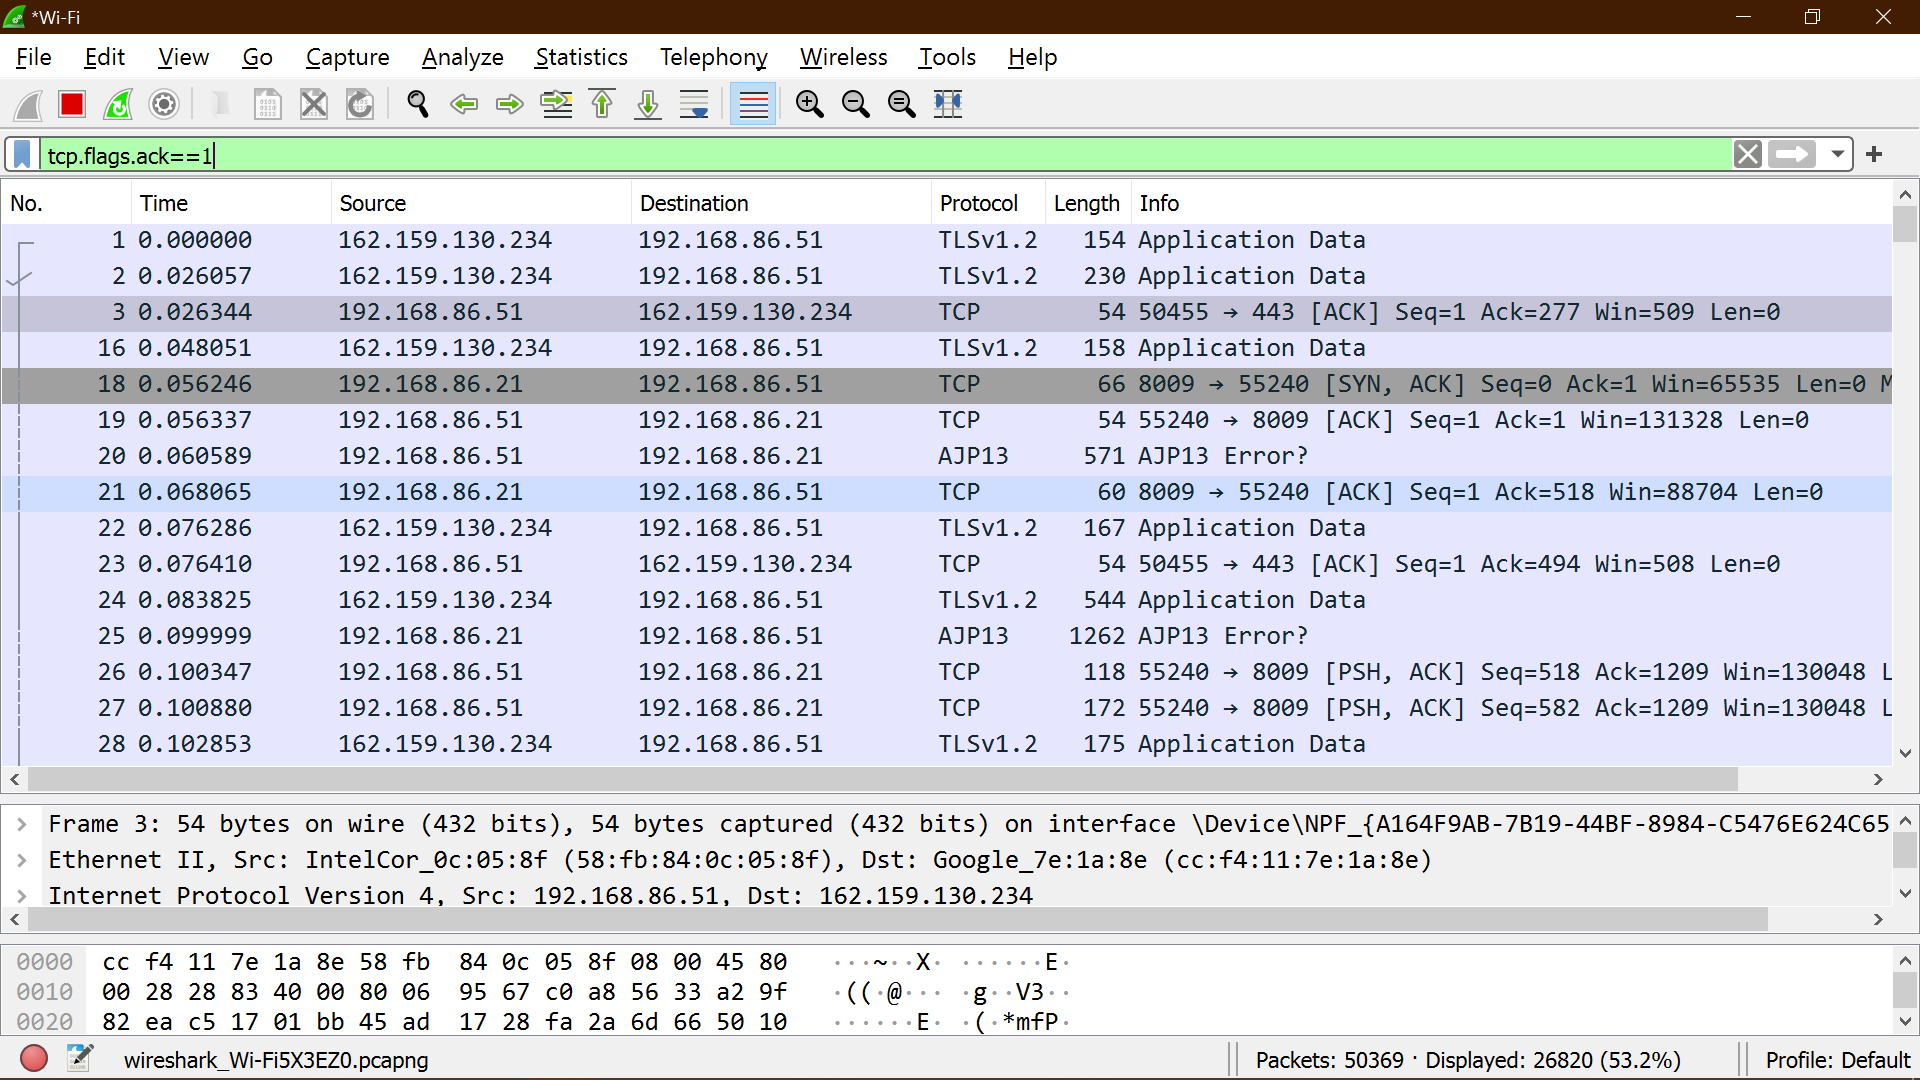 *Wi-Fi
File Edit View Go Capture Analyze Statistics Telephony Wireless Tools Help
tcp.flags.ack==1
No. Time Source Destination Protocol Length Info
1 0.000000 162.159.130.234 192.168.86.51 TLSv1.2 154 Application Data
2 0.026057 162.159.130.234 192.168.86.51 TLSv1.2 230 Application Data
3 0.026344 192.168.86.51 162.159.130.234 TCP 54 50455 → 443 [ACK] Seq=1 Ack=277 Win=509 Len=0
16 0.048051 162.159.130.234 192.168.86.51 TLSv1.2 158 Application Data
18 0.056246 192.168.86.21 192.168.86.51 TCP 66 8009 → 55240 [SYN, ACK] Seq=0 Ack=1 Win=65535 Len=0 M
19 0.056337 192.168.86.51 192.168.86.21 TCP 54 55240 → 8009 [ACK] Seq=1 Ack=1 Win=131328 Len=0
20 0.060589 192.168.86.51 192.168.86.21 AJP13 571 AJP13 Error?
21 0.068065 192.168.86.21 192.168.86.51 TCP 60 8009 → 55240 [ACK] Seq=1 Ack=518 Win=88704 Len=0
22 0.076286 162.159.130.234 192.168.86.51 TLSv1.2 167 Application Data
23 0.076410 192.168.86.51 162.159.130.234 TCP 54 50455 → 443 [ACK] Seq=1 Ack=494 Win=508 Len=0
24 0.083825 162.159.130.234 192.168.86.51 TLSv1.2 544 Application Data
25 0.099999 192.168.86.21 192.168.86.51 AJP13 1262 AJP13 Error?
26 0.100347 192.168.86.51 192.168.86.21 TCP 118 55240 → 8009 [PSH, ACK] Seq=518 Ack=1209 Win=130048 L
27 0.100880 192.168.86.51 192.168.86.21 TCP 172 55240 → 8009 [PSH, ACK] Seq=582 Ack=1209 Win=130048 L
28 0.102853 162.159.130.234 192.168.86.51 TLSv1.2 175 Application Data
Frame 3: 54 bytes on wire (432 bits), 54 bytes captured (432 bits) on interface \Device\NPF_{A164F9AB-7B19-44BF-8984-C5476E624C65
Ethernet II, Src: IntelCor_0c:05:8f (58:fb:84:0c:05:8f), Dst: Google_7e:1a:8e (cc:f4:11:7e:1a:8e)
Internet Protocol Version 4, Src: 192.168.86.51, Dst: 162.159.130.234
0000 cc f4 11 7e 1a 8e 58 fb 84 0c 05 8f 08 00 45 80 ···~··X· ······E·
0010 00 28 28 83 40 00 80 06 95 67 c0 a8 56 33 a2 9f ·((·@··· ·g··V3··
0020 82 ea c5 17 01 bb 45 ad 17 28 fa 2a 6d 66 50 10 ······E· ·(·*mfP·
wireshark_Wi-Fi5X3EZ0.pcapng Packets: 50369 · Displayed: 26820 (53.2%) Profile: Default